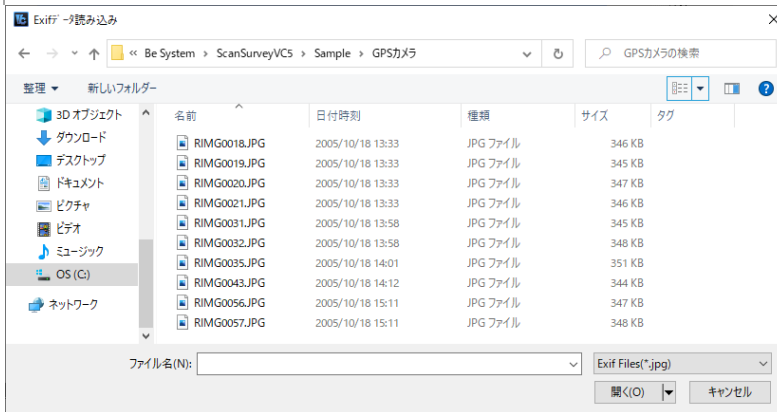 Exifデータ読み込み
« Be System > ScanSurveyVC5 > Sample > GPSカメラ
GPSカメラの検索
整理 新しいフォルダー
3D オブジェクト
ダウンロード
デスクトップ
ドキュメント
ピクチャ
ビデオ
ミュージック
OS (C:)
ネットワーク
名前 日付時刻 種類 サイズ タグ
RIMG0018.JPG 2005/10/18 13:33 JPG ファイル 346 KB
RIMG0019.JPG 2005/10/18 13:33 JPG ファイル 345 KB
RIMG0020.JPG 2005/10/18 13:33 JPG ファイル 347 KB
RIMG0021.JPG 2005/10/18 13:33 JPG ファイル 346 KB
RIMG0031.JPG 2005/10/18 13:58 JPG ファイル 345 KB
RIMG0032.JPG 2005/10/18 13:58 JPG ファイル 348 KB
RIMG0035.JPG 2005/10/18 14:01 JPG ファイル 351 KB
RIMG0043.JPG 2005/10/18 14:12 JPG ファイル 344 KB
RIMG0056.JPG 2005/10/18 15:11 JPG ファイル 347 KB
RIMG0057.JPG 2005/10/18 15:11 JPG ファイル 348 KB
ファイル名(N):
Exif Files(*.jpg)
開く(O) キャンセル